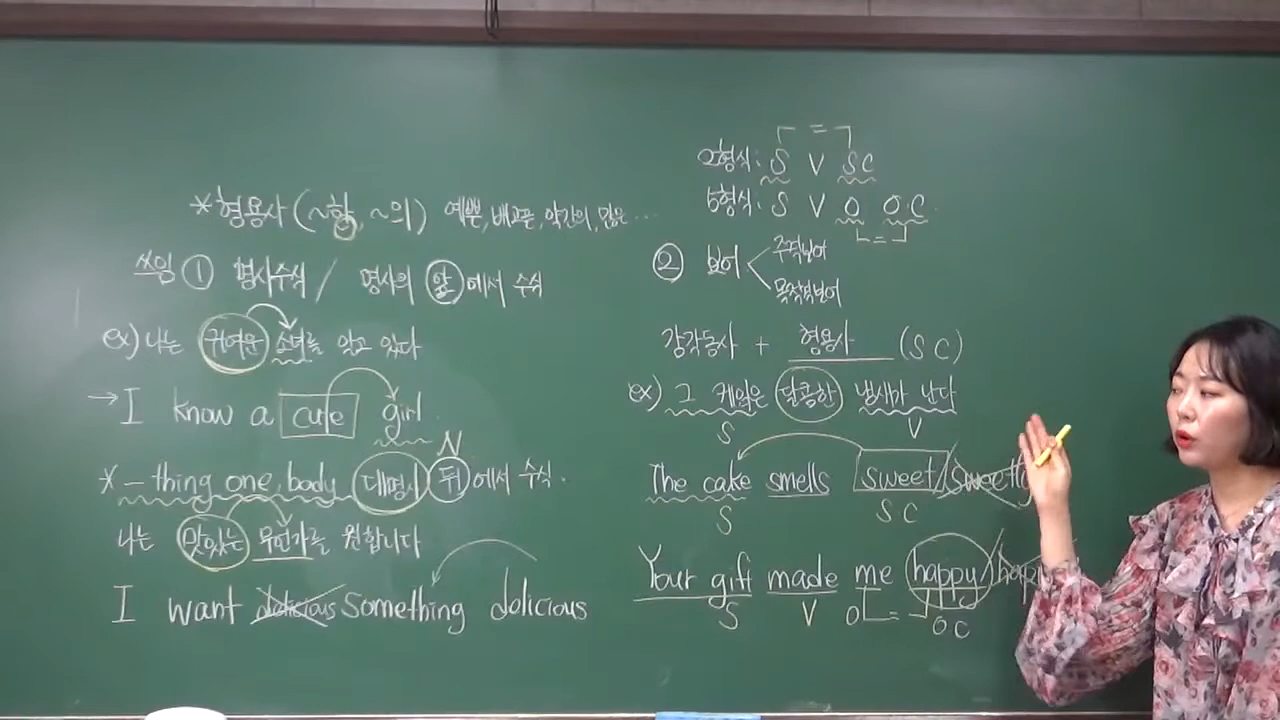 *형용사 (~한, ~의) 예쁜, 배고픈, 약간의, 많은 ...
쓰임 ① 명사수식 / 명사의 앞에서 수식
ex) 나는 귀여운 소녀를 알고 있다
→ I know a cute girl.
N
* -thing one, body 대명사 뒤에서 수식.
나는 맛있는 무언가를 원합니다
I want delicious something delicious
=
2형식: S V SC
5형식: S V O O.C
=
② 보어 < 주격보어
목적격보어
감각동사 + 형용사 (SC)
ex) 그 케잌은 달콤한 냄새가 난다
S V
The cake smells sweet/sweetly
S SC
Your gift made me happy/
S V O = O.C